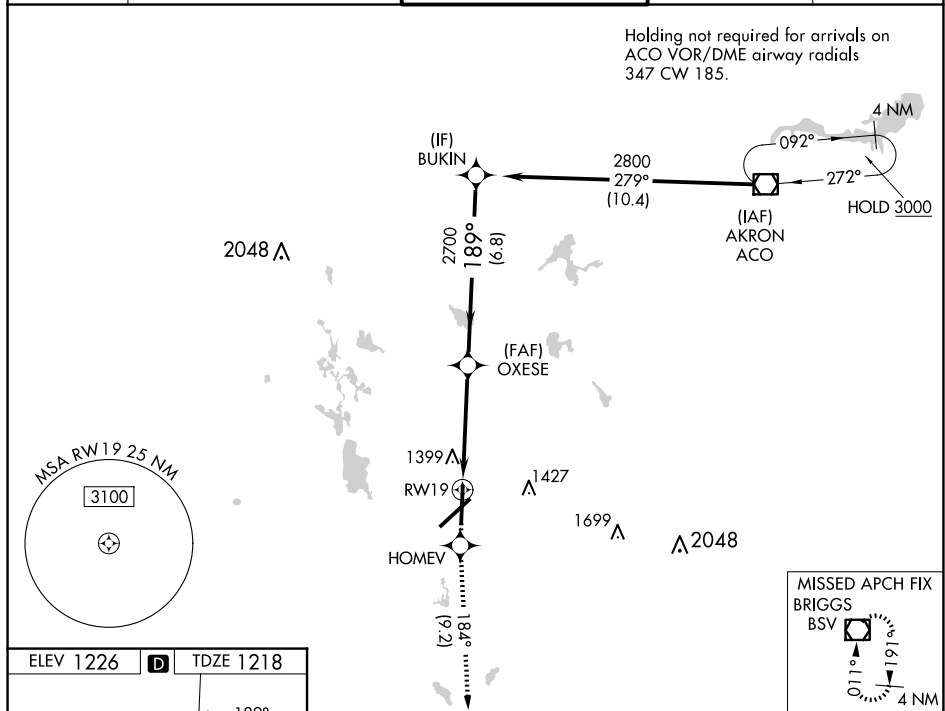 Holding not required for arrivals on
ACO VOR/DME airway radials
347 CW 185.
4 NM
092°
272°
HOLD 3000
(IF)
BUKIN
2800
279°
(10.4)
(IAF)
AKRON
ACO
2700
189°
(6.8)
2048
(FAF)
OXESE
MSA RW19 25 NM
3100
1399
RW19
1427
1699
2048
HOMEV
184°
(9.2)
MISSED APCH FIX
BRIGGS
BSV
191°
011°
4 NM
ELEV 1226
D
TDZE 1218